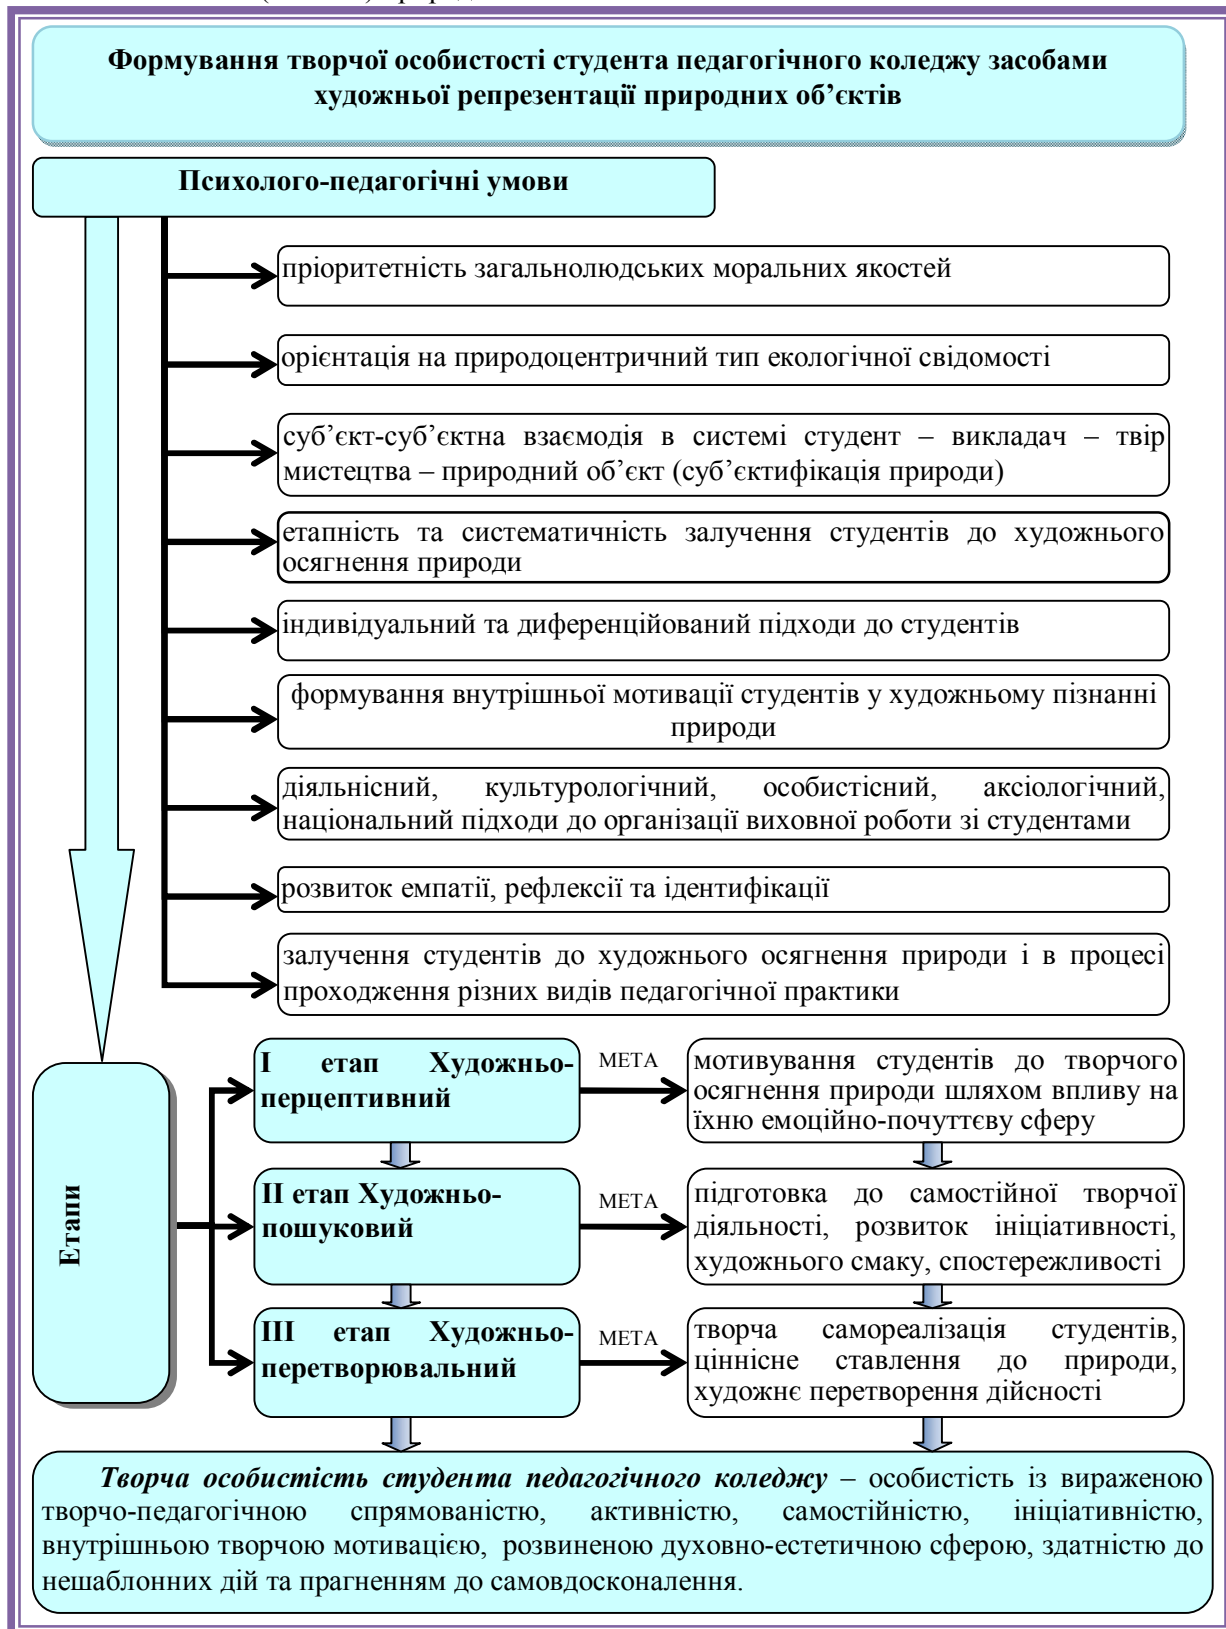 Формування творчої особистості студента педагогічного коледжу засобами
художньої репрезентації природних об’єктів
Психолого-педагогічні умови
пріоритетність загальнолюдських моральних якостей
орієнтація на природоцентричний тип екологічної свідомості
суб’єкт-суб’єктна взаємодія в системі студент – викладач – твір
мистецтва – природний об’єкт (суб’єктифікація природи)
етапність та систематичність залучення студентів до художнього
осягнення природи
індивідуальний та диференційований підходи до студентів
формування внутрішньої мотивації студентів у художньому пізнанні
природи
діяльнісний, культурологічний, особистісний, аксіологічний,
національний підходи до організації виховної роботи зі студентами
розвиток емпатії, рефлексії та ідентифікації
залучення студентів до художнього осягнення природи і в процесі
проходження різних видів педагогічної практики
Етапи
І етап Художньо-
перцептивний
МЕТА
мотивування студентів до творчого
осягнення природи шляхом впливу на
їхню емоційно-почуттєву сферу
ІІ етап Художньо-
пошуковий
МЕТА
підготовка до самостійної творчої
діяльності, розвиток ініціативності,
художнього смаку, спостережливості
ІІІ етап Художньо-
перетворювальний
МЕТА
творча самореалізація студентів,
ціннісне ставлення до природи,
художнє перетворення дійсності
Творча особистість студента педагогічного коледжу – особистість із вираженою
творчо-педагогічною спрямованістю, активністю, самостійністю, ініціативністю,
внутрішньою творчою мотивацією, розвиненою духовно-естетичною сферою, здатністю до
нешаблонних дій та прагненням до самовдосконалення.